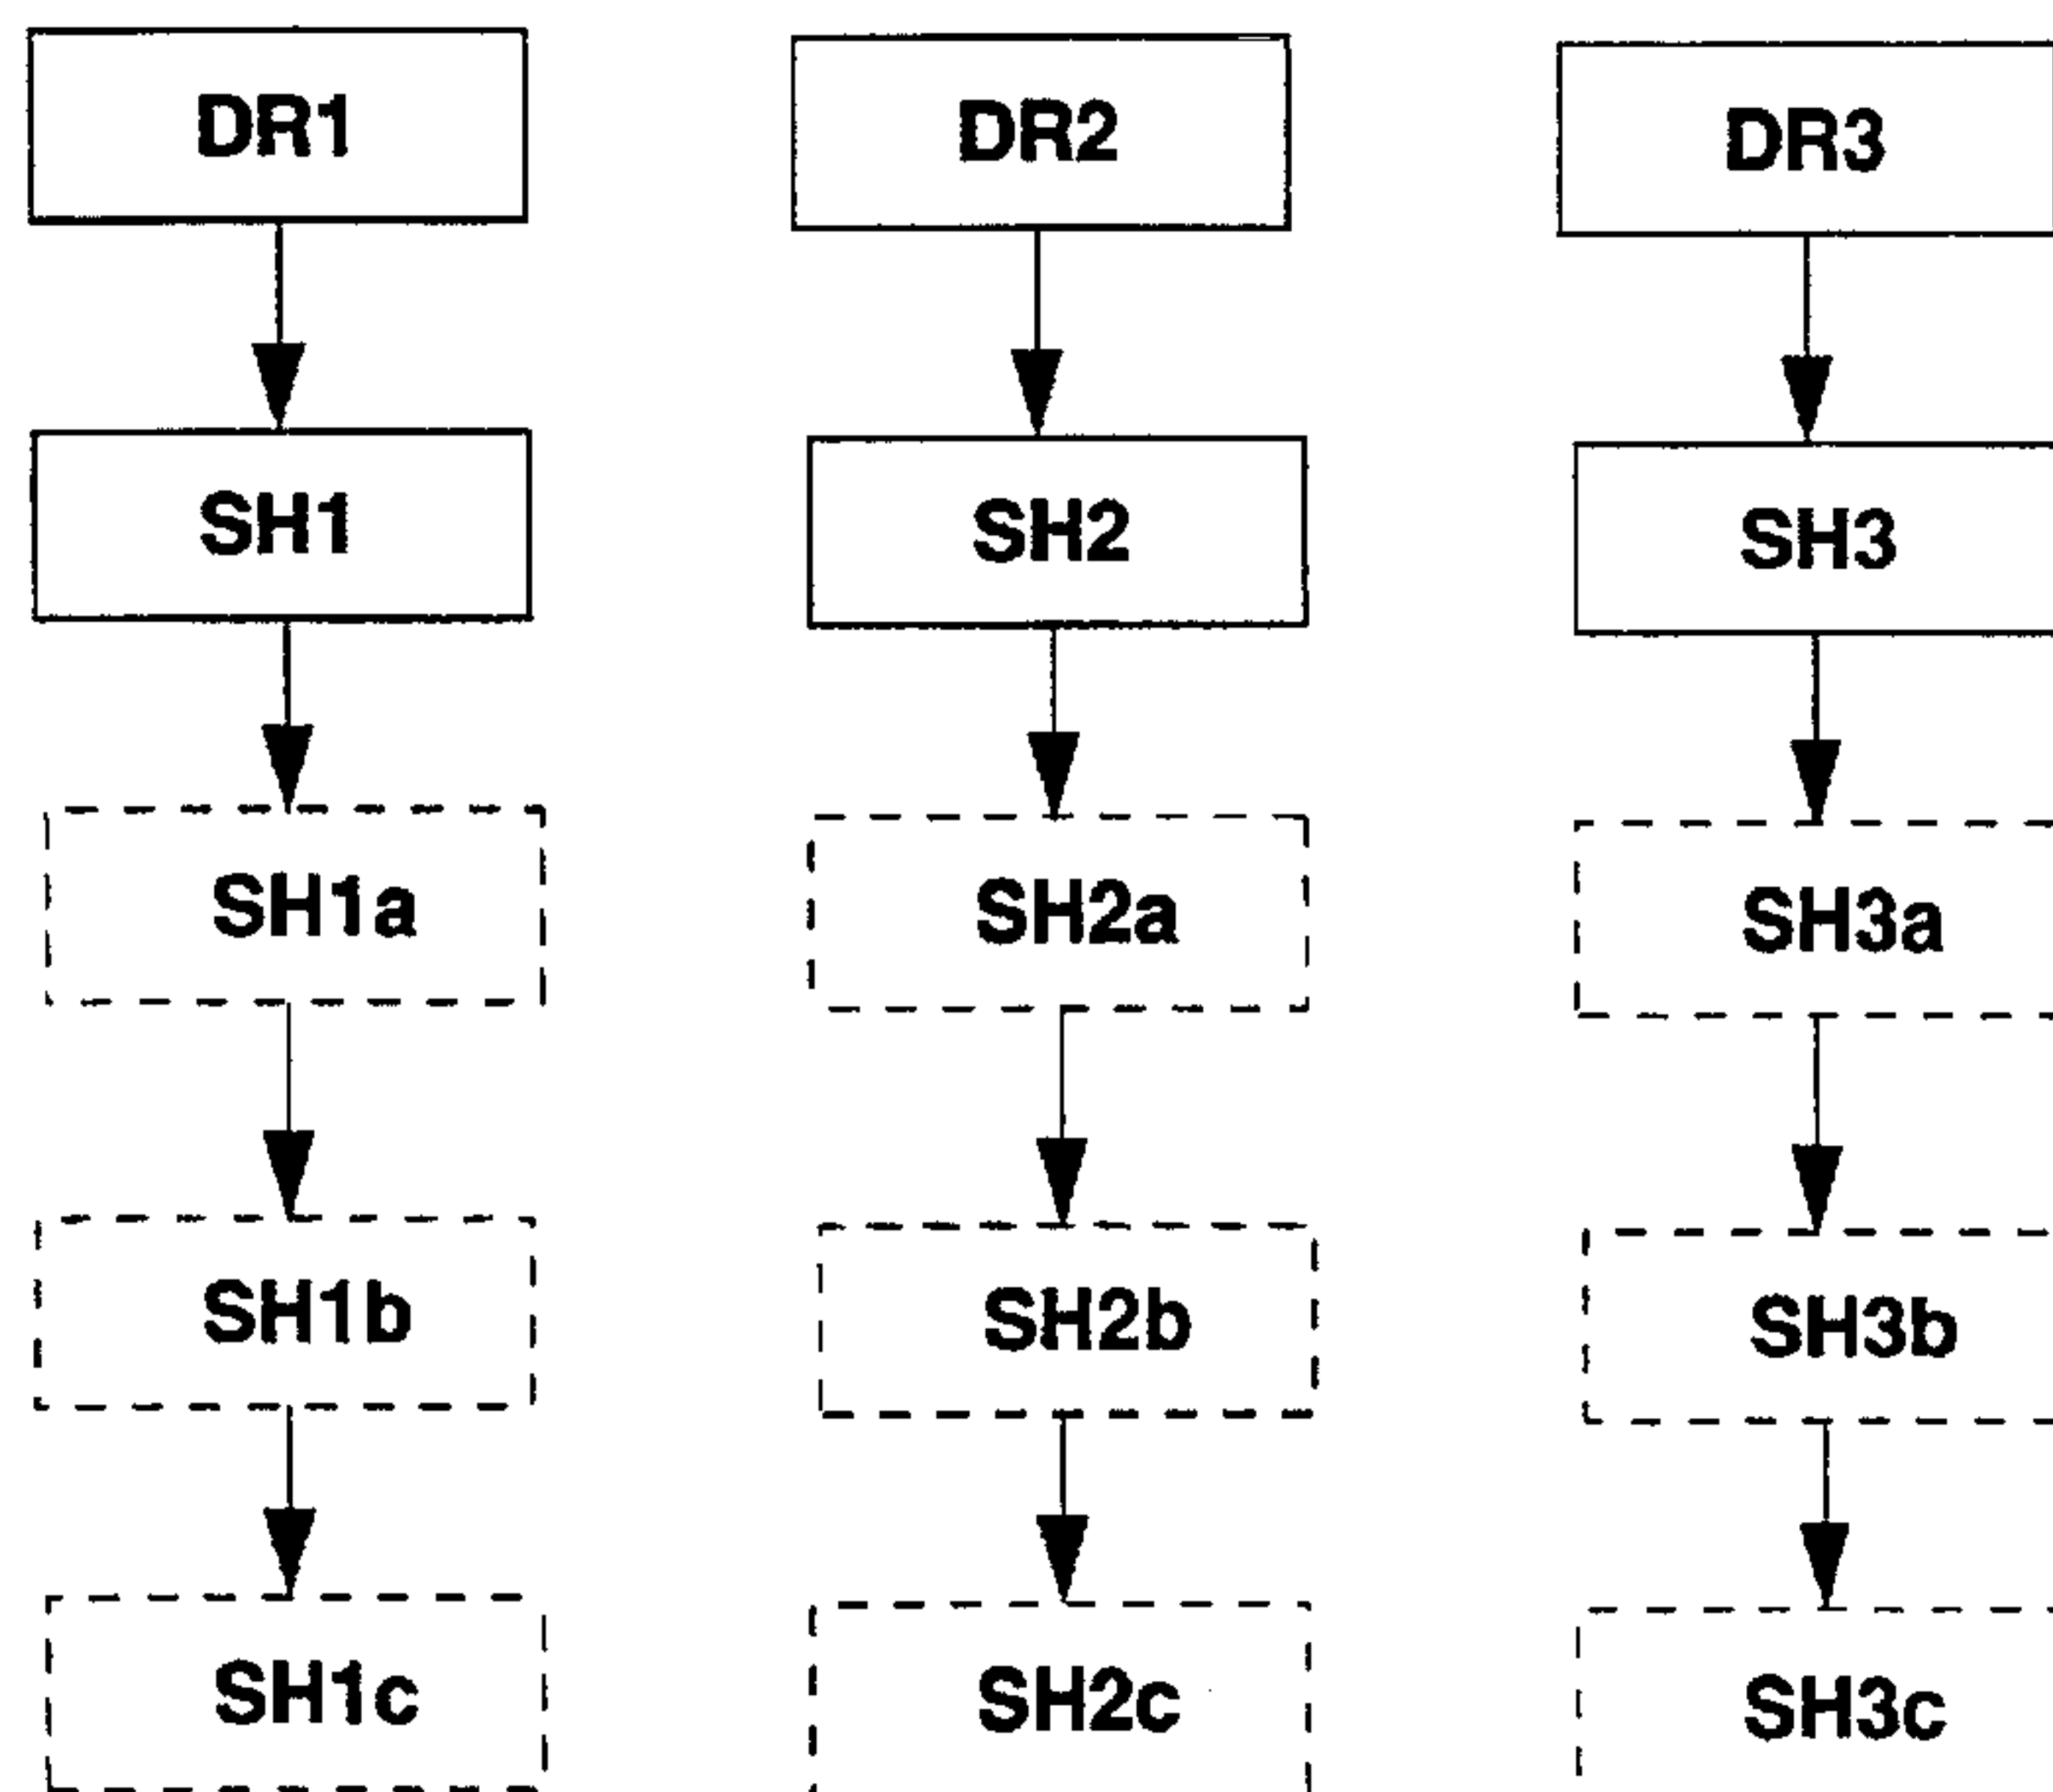 DR1 DR2 DR3
SH1 SH2 SH3
SH1a SH2a SH3a
SH1b SH2b SH3b
SH1c SH2c SH3c